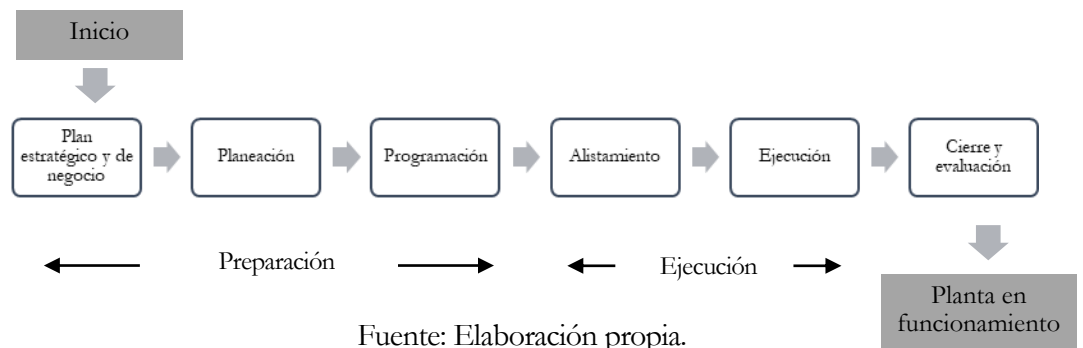 Inicio
Plan
estratégico y de
negocio
Planeación
Programación
Alistamiento
Ejecución
Cierre y
evaluación
Preparación
Ejecución
Planta en
funcionamiento
Fuente: Elaboración propia.